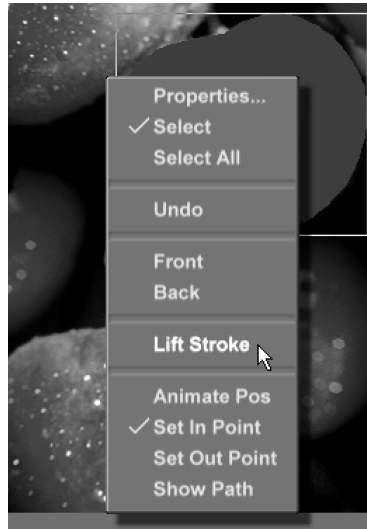 Properties...
Select
Select All
Undo
Front
Back
Lift Stroke
Animate Pos
Set In Point
Set Out Point
Show Path